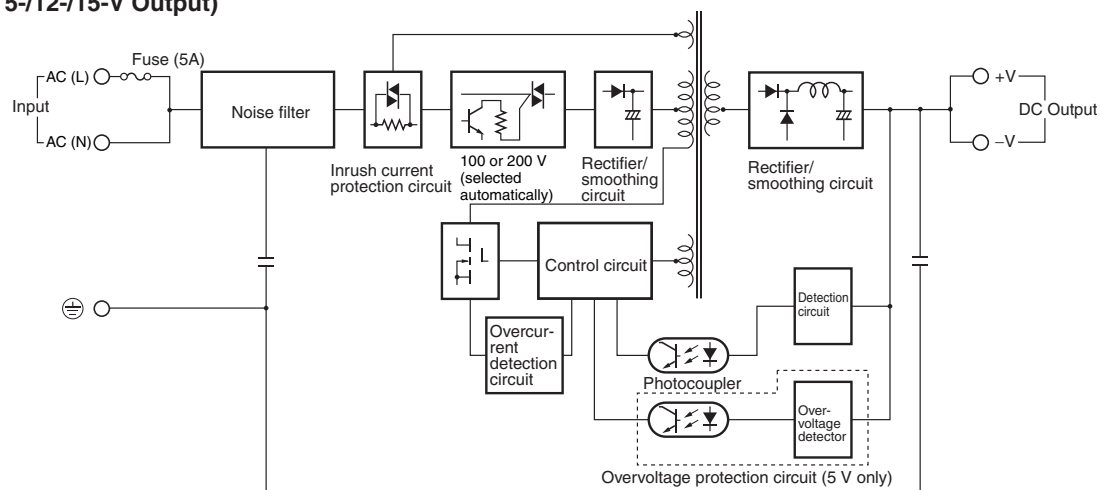 5-/12-/15-V Output)
Fuse (5A)
AC (L)
Input
AC (N)
Noise filter
Inrush current
protection circuit
100 or 200 V
(selected
automatically)
Rectifier/
smoothing
circuit
Rectifier/
smoothing circuit
+V
DC Output
–V
Control circuit
Overcur-
rent
detection
circuit
Detection
circuit
Photocoupler
Over-
voltage
detector
Overvoltage protection circuit (5 V only)